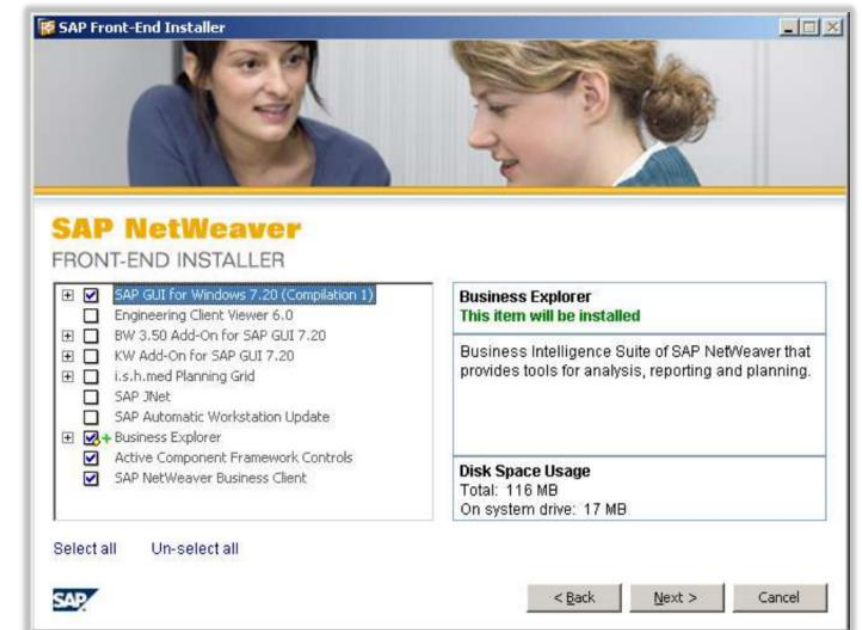 SAP Front-End Installer
SAP NetWeaver
FRONT-END INSTALLER
SAP GUI for Windows 7.20 (Compilation 1)
Engineering Client Viewer 6.0
BW 3.50 Add-On for SAP GUI 7.20
KW Add-On for SAP GUI 7.20
i.s.h.med Planning Grid
SAP JNet
SAP Automatic Workstation Update
Business Explorer
Active Component Framework Controls
SAP NetWeaver Business Client
Business Explorer
This item will be installed
Business Intelligence Suite of SAP NetWeaver that
provides tools for analysis, reporting and planning.
Disk Space Usage
Total: 116 MB
On system drive: 17 MB
Select all Un-select all
SAP
< Back Next > Cancel